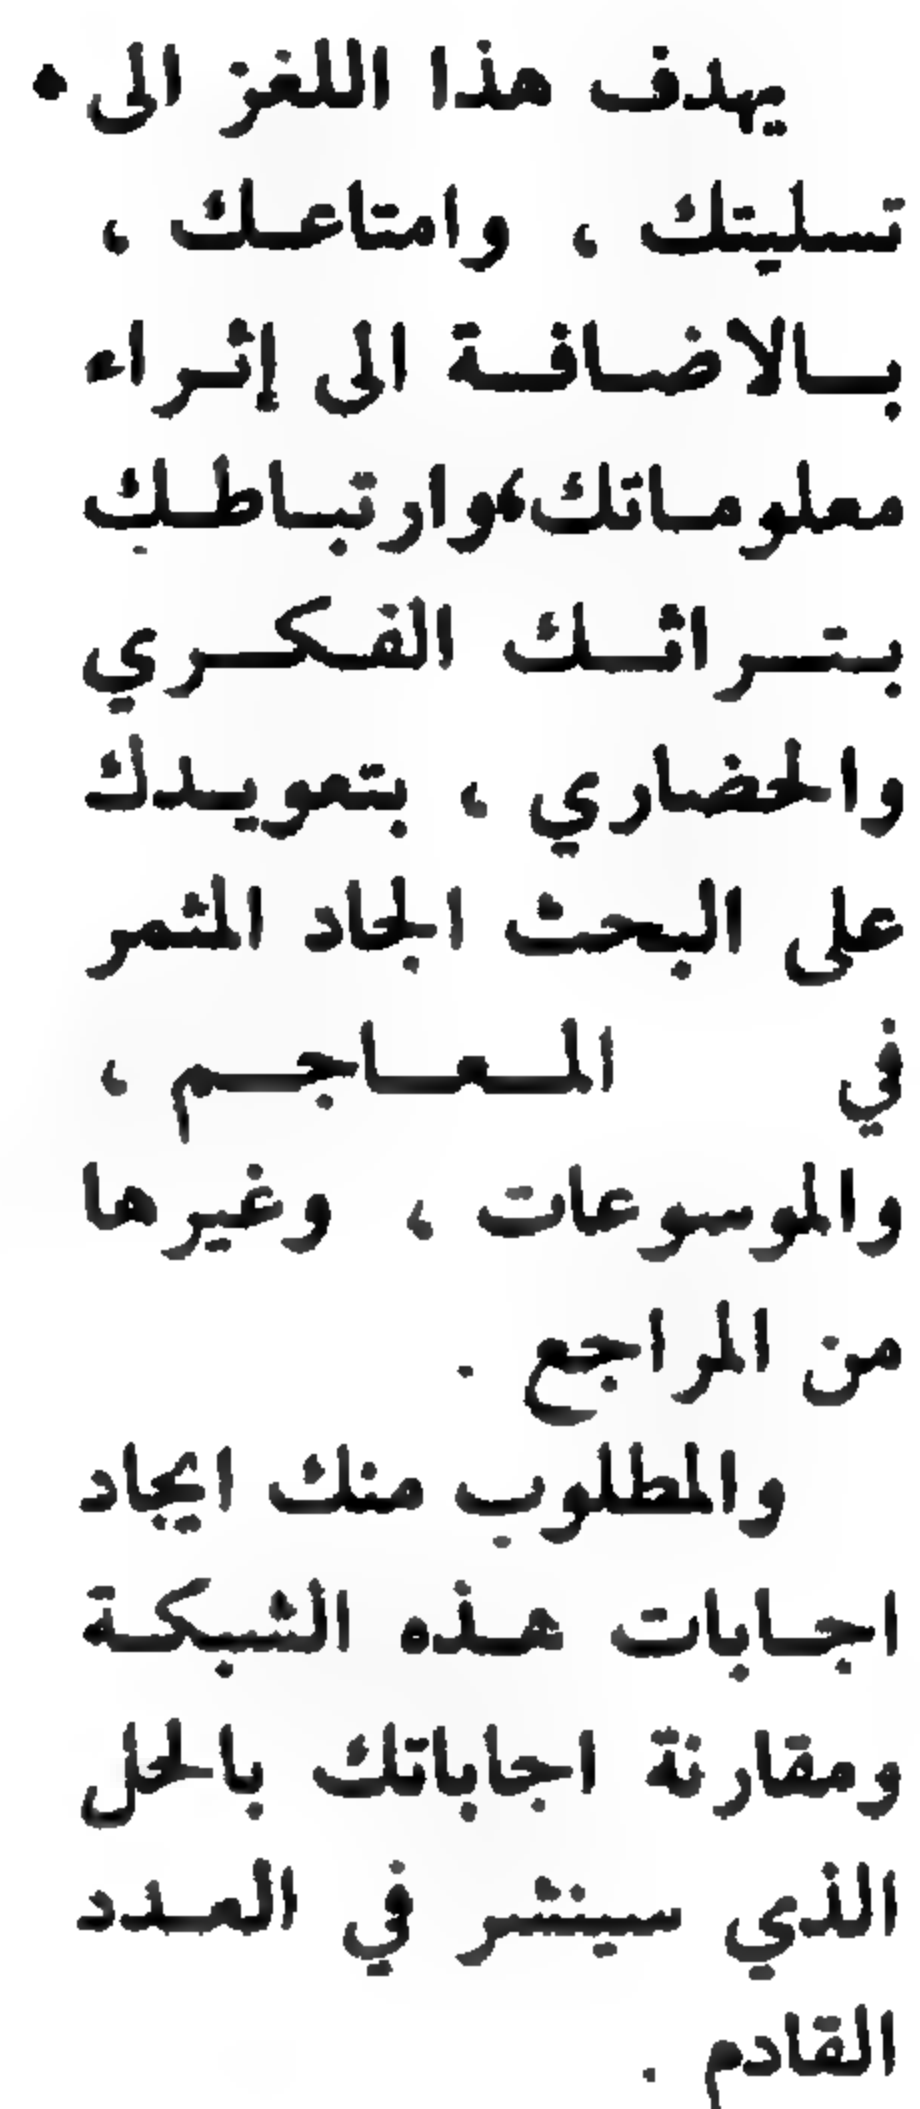 يهدف هذا اللغز الى
تسليتك ، وامتاعك ،
بالاضافة الى إثراء
معلوماتك،وارتباطك
بتراثك الفكري
والحضاري ، بتعويدك
على البحث الجاد المثمر
في المعاجم ،
والموسوعات ، وغيرها
من المراجع .
والمطلوب منك ايجاد
اجابات هذه الشبكة
ومقارنة اجاباتك بالحل
الذي سينشر في العدد
القادم .